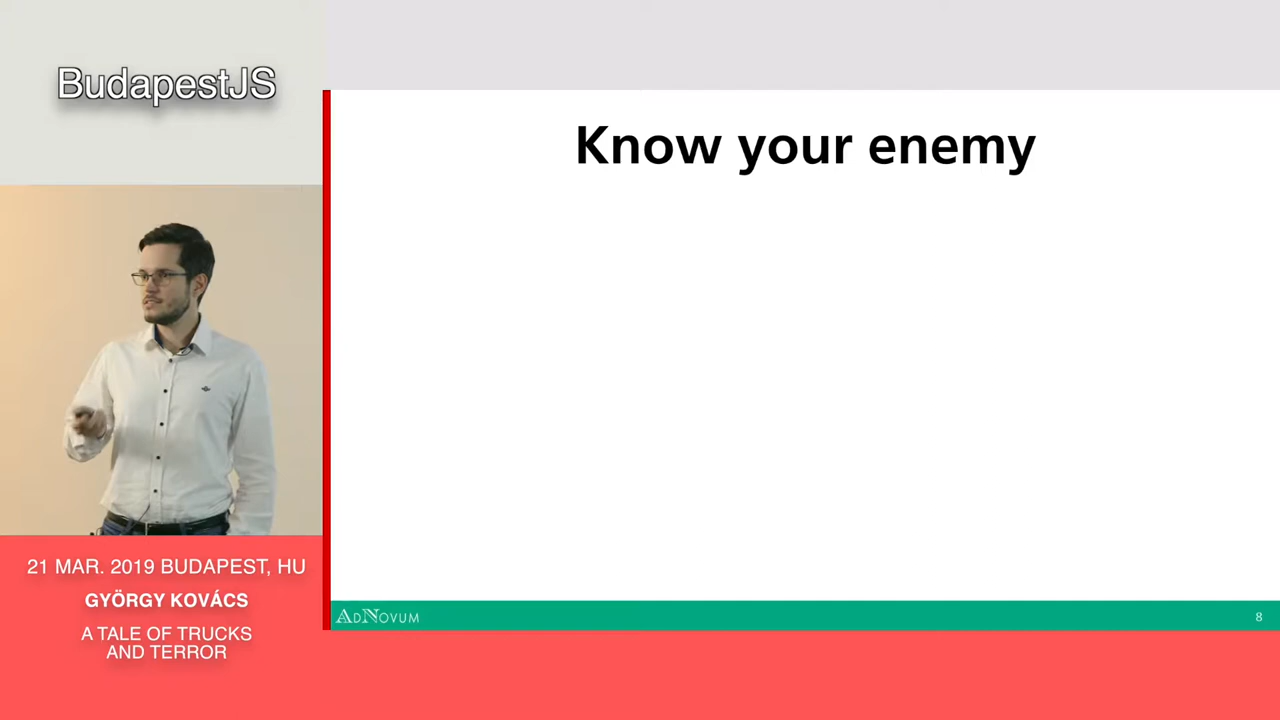 BudapestJS
Know your enemy
21 MAR. 2019 BUDAPEST, HU
GYÖRGY KOVÁCS
A TALE OF TRUCKS
AND TERROR
ADNOVUM
8